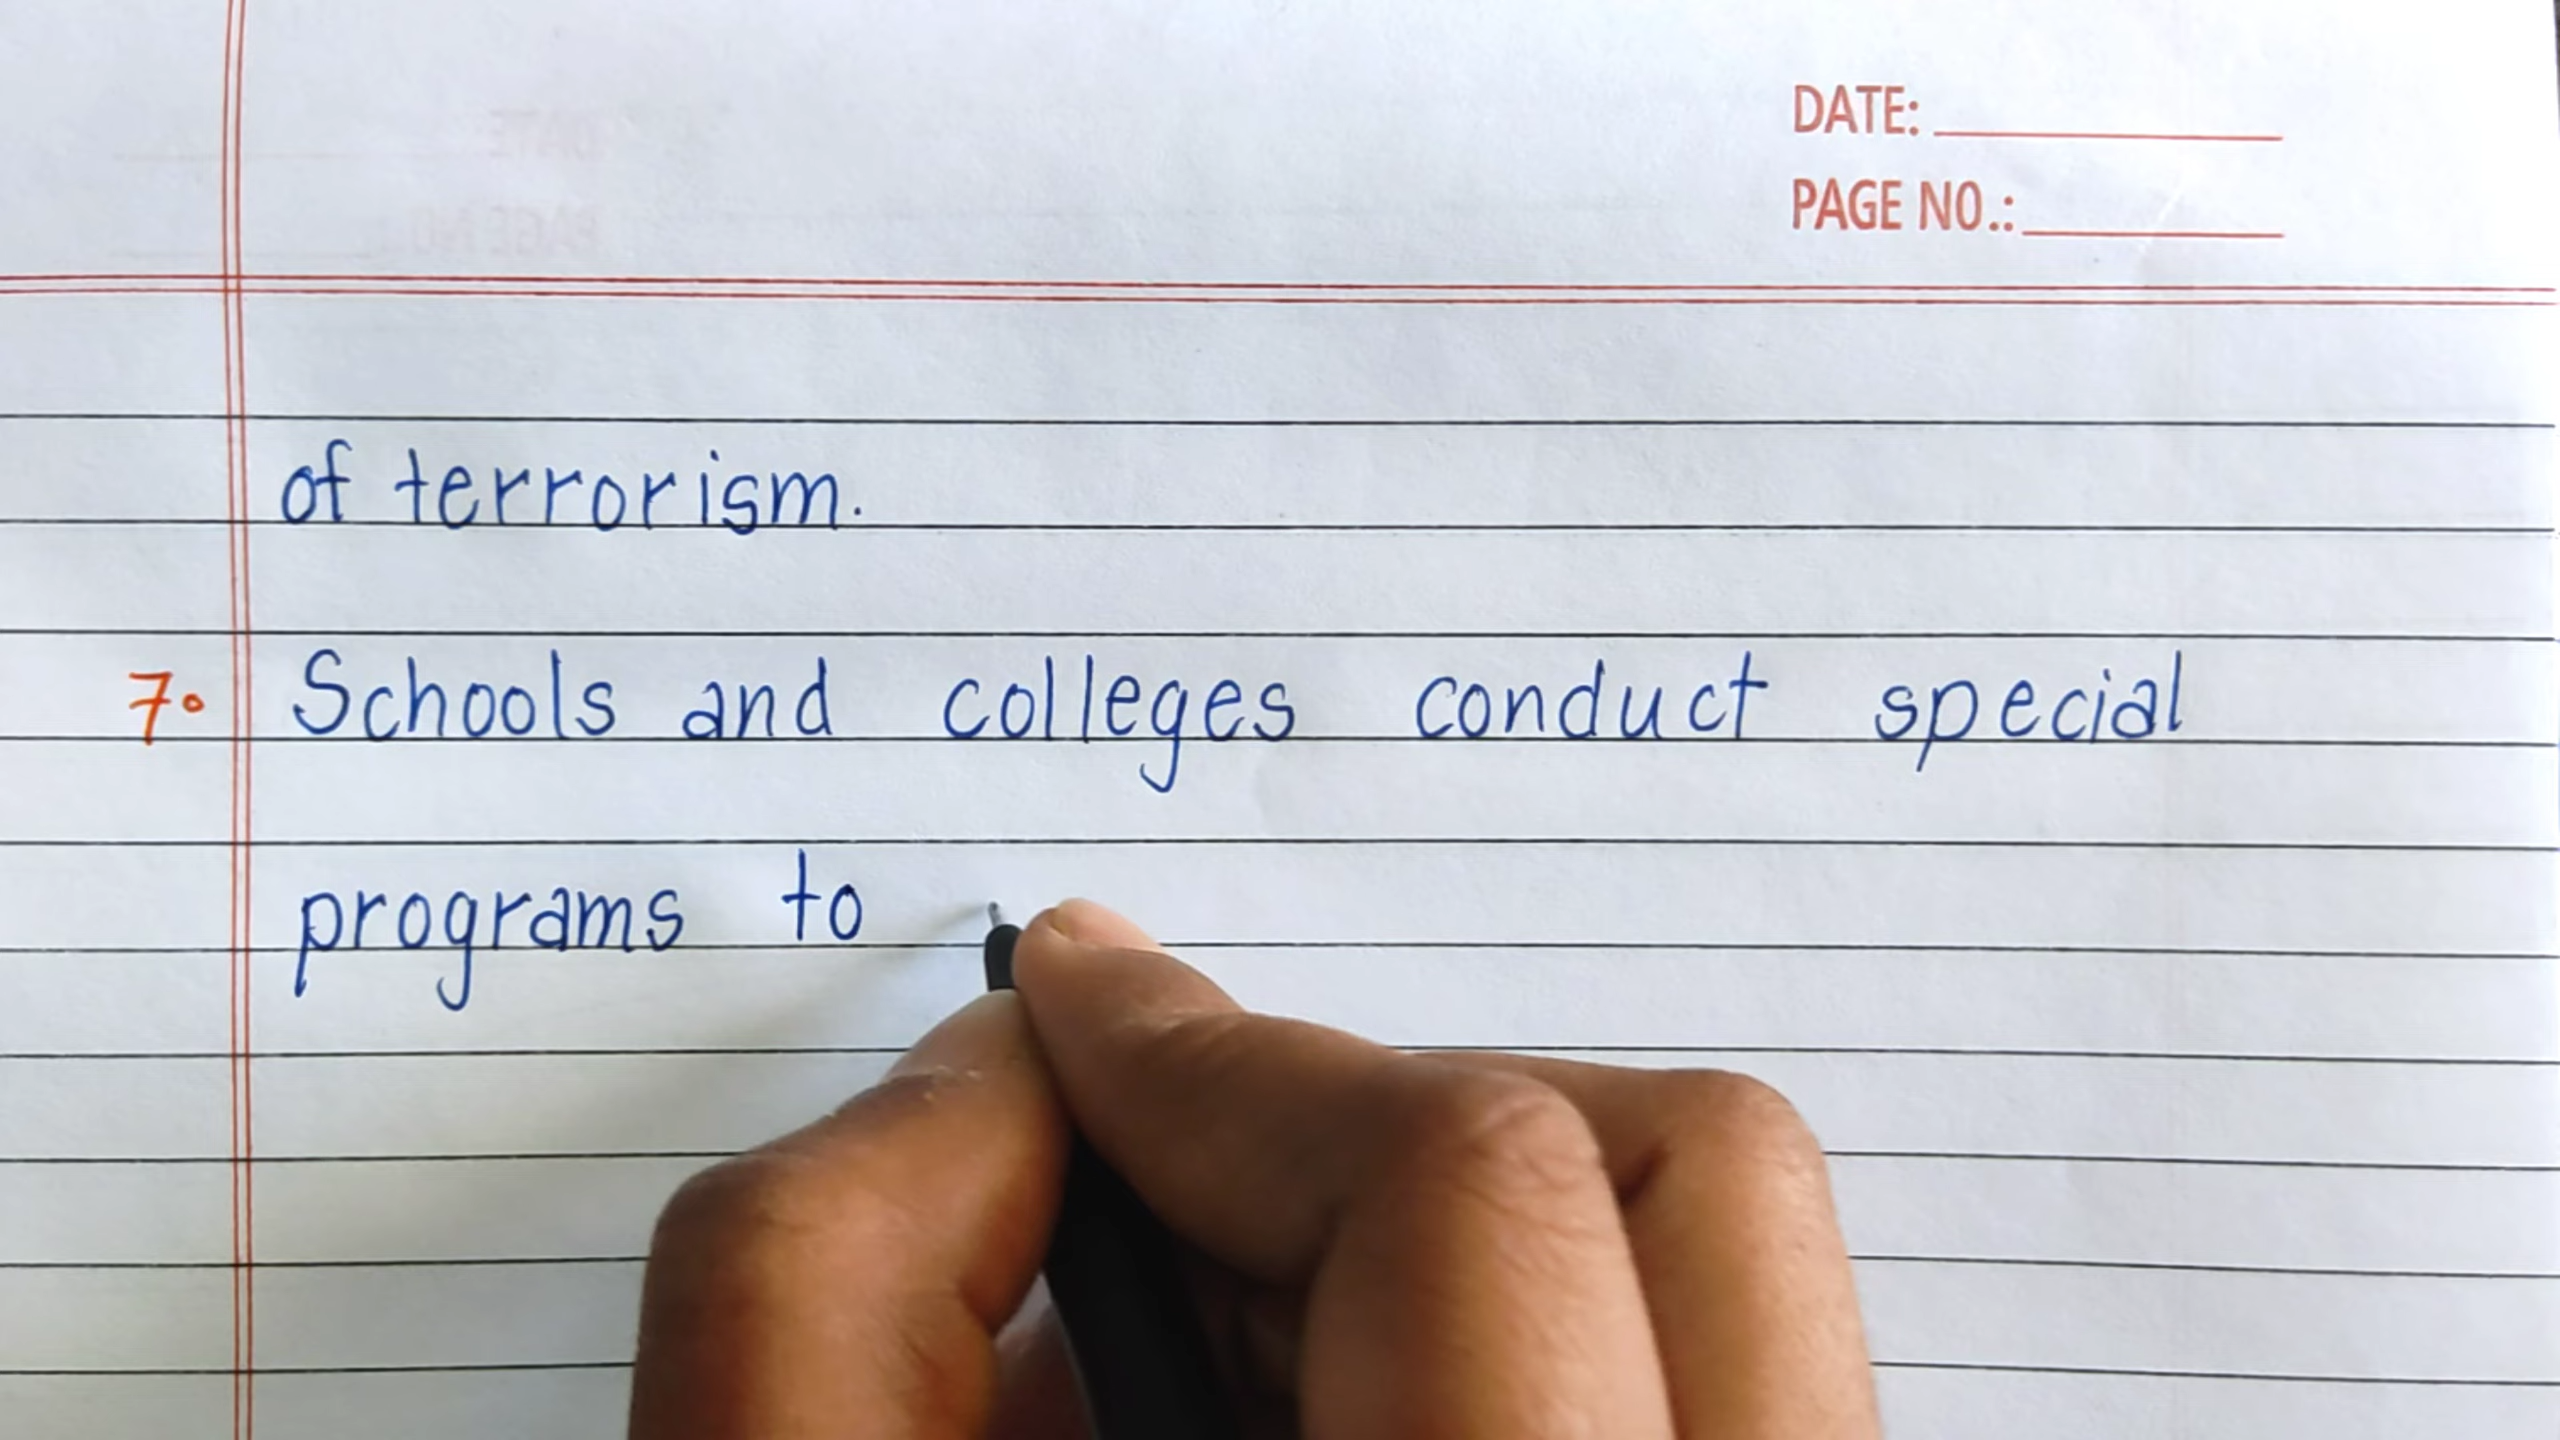 DATE:
PAGE NO.:
of terrorism.
7. Schools and colleges conduct special
programs to